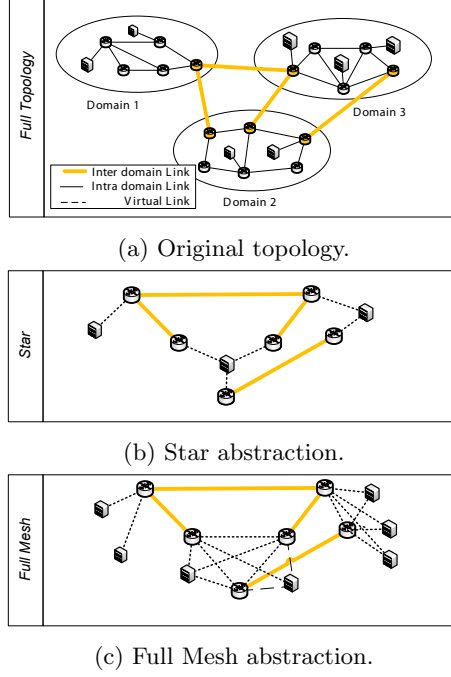 Full Topology
Domain 1
Domain 3
Domain 2
Inter domain Link
Intra domain Link
Virtual Link
(a) Original topology.
Star
(b) Star abstraction.
Full Mesh
(c) Full Mesh abstraction.